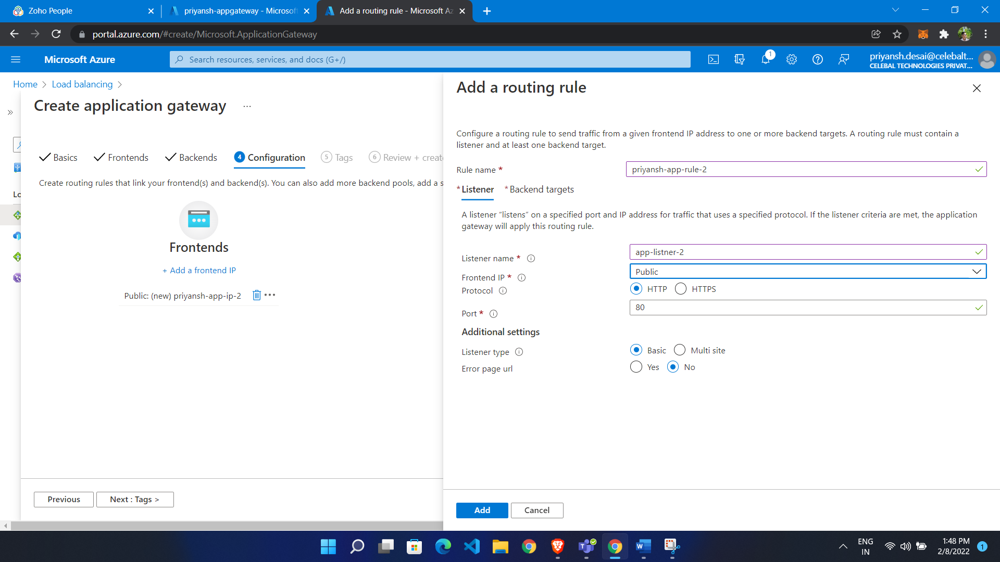 Zoho People
priyansh-appgateway - Microsoft
Add a routing rule - Microsoft Az
portal.azure.com/#create/Microsoft.ApplicationGateway
Microsoft Azure
Search resources, services, and docs (G+/)
1
priyansh.desai@celebalt...
CELEBAL TECHNOLOGIES PRIVAT...
Home > Load balancing >
Create application gateway ...
Basics
Frontends
Backends
4 Configuration
5 Tags
6 Review + create
Create routing rules that link your frontend(s) and backend(s). You can also add more backend pools, add a s
Lo
Frontends
+ Add a frontend IP
Public: (new) priyansh-app-ip-2
Previous
Next : Tags >
Add a routing rule
Configure a routing rule to send traffic from a given frontend IP address to one or more backend targets. A routing rule must contain a
listener and at least one backend target.
Rule name *
priyansh-app-rule-2
* Listener
* Backend targets
A listener “listens” on a specified port and IP address for traffic that uses a specified protocol. If the listener criteria are met, the application
gateway will apply this routing rule.
Listener name *
app-listner-2
Frontend IP *
Public
Protocol
HTTP
HTTPS
Port *
80
Additional settings
Listener type
Basic
Multi site
Error page url
Yes
No
Add
Cancel
ENG
IN
1:48 PM
2/8/2022
1